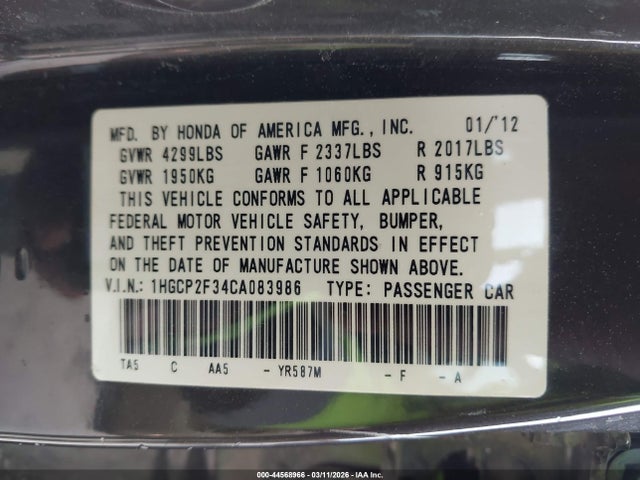 MFD. BY HONDA OF AMERICA MFG., INC. 01/'12
GVWR 4299LBS GAWR F 2337LBS R 2017LBS
GVWR 1950KG GAWR F 1060KG R 915KG
THIS VEHICLE CONFORMS TO ALL APPLICABLE
FEDERAL MOTOR VEHICLE SAFETY, BUMPER,
AND THEFT PREVENTION STANDARDS IN EFFECT
ON THE DATE OF MANUFACTURE SHOWN ABOVE.
V.I.N.: 1HGCP2F34CA083986 TYPE: PASSENGER CAR
TA5 C AA5 - YR587M - F - A
000-44568966 - 03/11/2026 - IAA Inc.